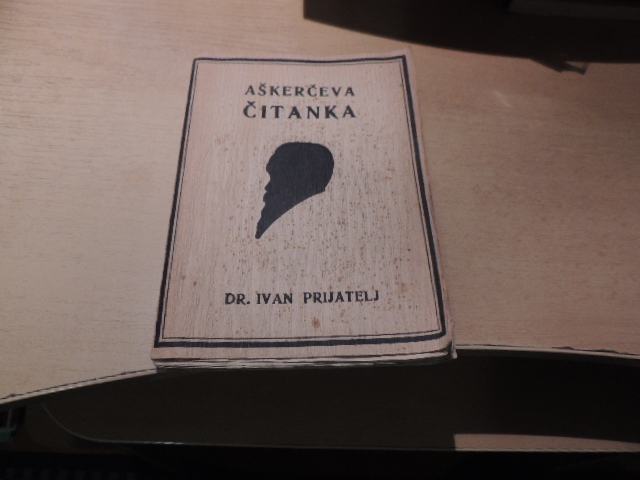 AŠKERČEVA
ČITANKA
DR. IVAN PRIJATELJ